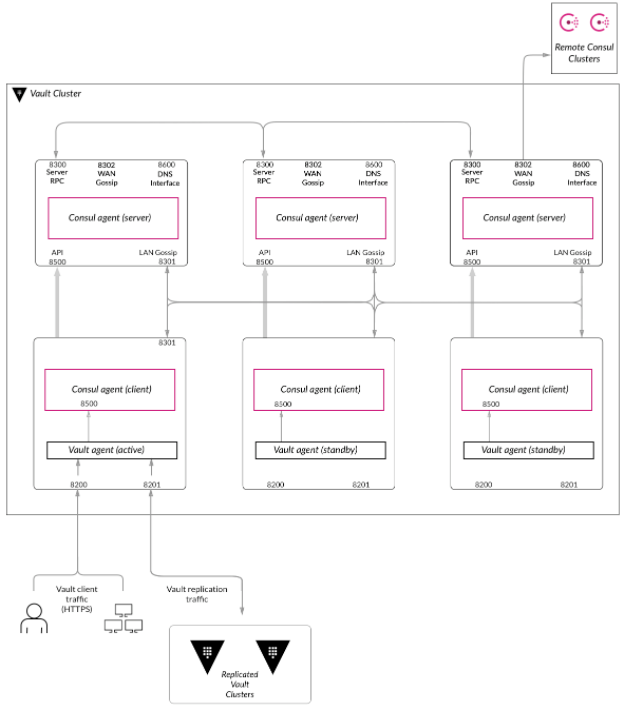 Remote Consul
Clusters
Vault Cluster
8300
Server
RPC
8302
WAN
Gossip
8600
DNS
Interface
8300
Server
RPC
8302
WAN
Gossip
8600
DNS
Interface
8300
Server
RPC
8302
WAN
Gossip
8600
DNS
Interface
Consul agent (server)
Consul agent (server)
Consul agent (server)
API
8500
LAN Gossip
8301
API
8500
LAN Gossip
8301
API
8500
LAN Gossip
8301
8301
Consul agent (client)
8500
Consul agent (client)
8500
Consul agent (client)
8500
Vault agent (active)
Vault agent (standby)
Vault agent (standby)
8200 8201
8200 8201
8200 8201
Vault client
traffic
(HTTPS)
Vault replication
traffic
Replicated
Vault
Clusters